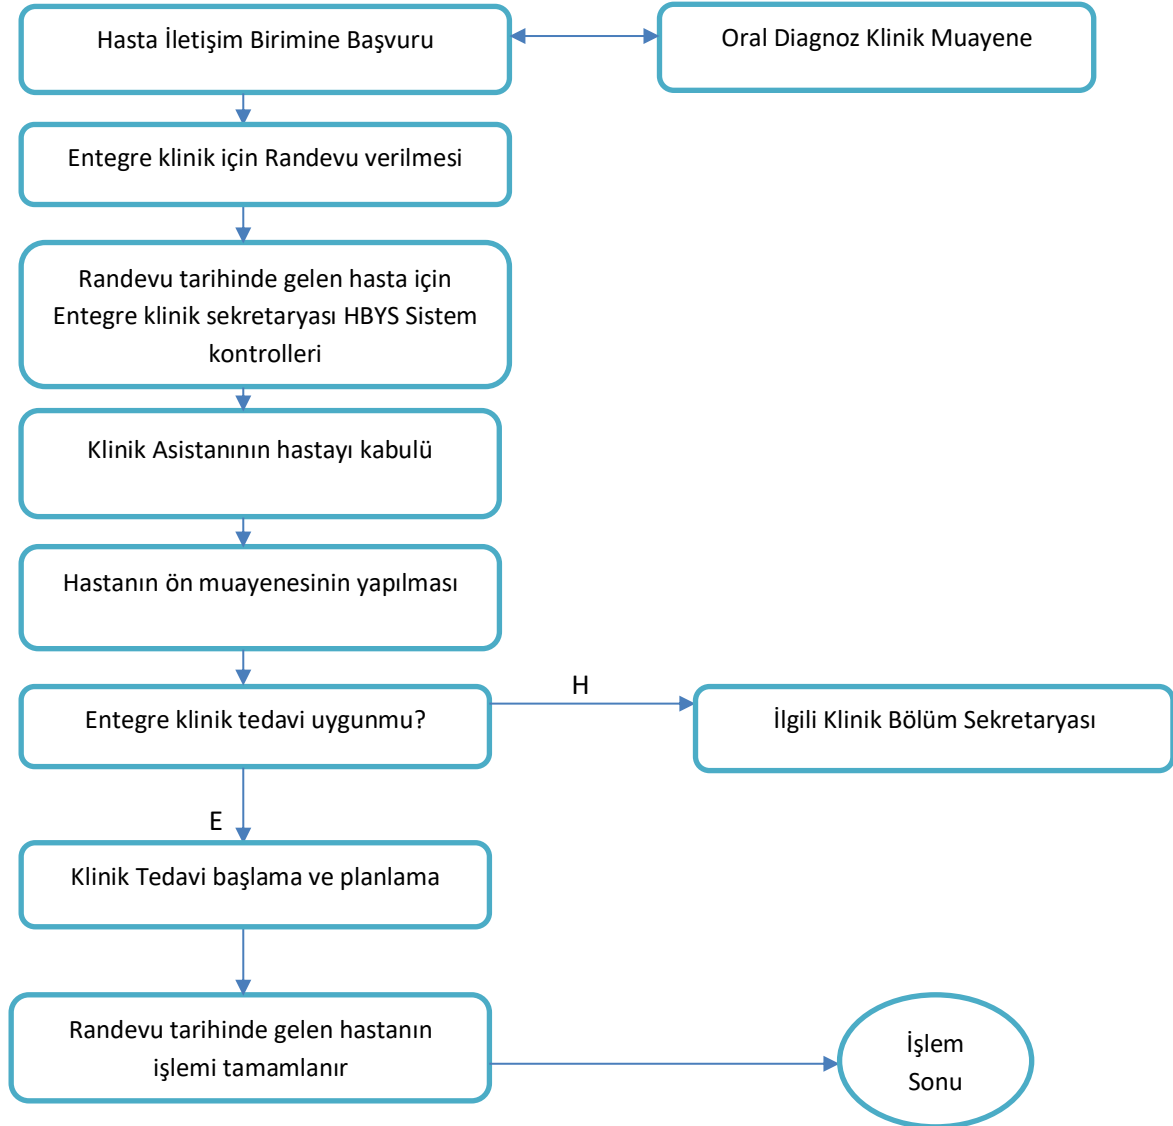 Hasta İletişim Birimine Başvuru
Oral Diagnoz Klinik Muayene
Entegre klinik için Randevu verilmesi
Randevu tarihinde gelen hasta için
Entegre klinik sekretaryası HBYS Sistem
kontrolleri
Klinik Asistanının hastayı kabulü
Hastanın ön muayenesinin yapılması
Entegre klinik tedavi uygunmu?
H
İlgili Klinik Bölüm Sekretaryası
E
Klinik Tedavi başlama ve planlama
Randevu tarihinde gelen hastanın
işlemi tamamlanır
İşlem
Sonu